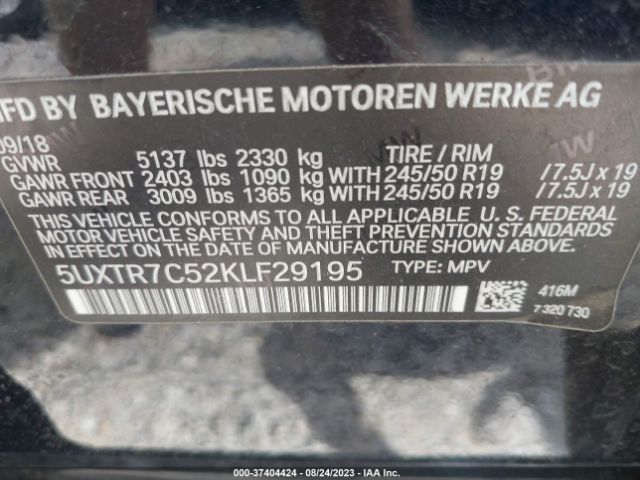 MFD BY BAYERISCHE MOTOREN WERKE AG
09/18
GVWR 5137 lbs 2330 kg TIRE / RIM
GAWR FRONT 2403 lbs 1090 kg WITH 245/50 R19 / 7.5J x 19
GAWR REAR 3009 lbs 1365 kg WITH 245/50 R19 / 7.5J x 19
THIS VEHICLE CONFORMS TO ALL APPLICABLE U. S. FEDERAL
MOTOR VEHICLE SAFETY AND THEFT PREVENTION STANDARDS
IN EFFECT ON THE DATE OF MANUFACTURE SHOWN ABOVE.
5UXTR7C52KLF29195 TYPE: MPV
416M
7 320 730
000-37404424 - 08/24/2023 - IAA Inc.